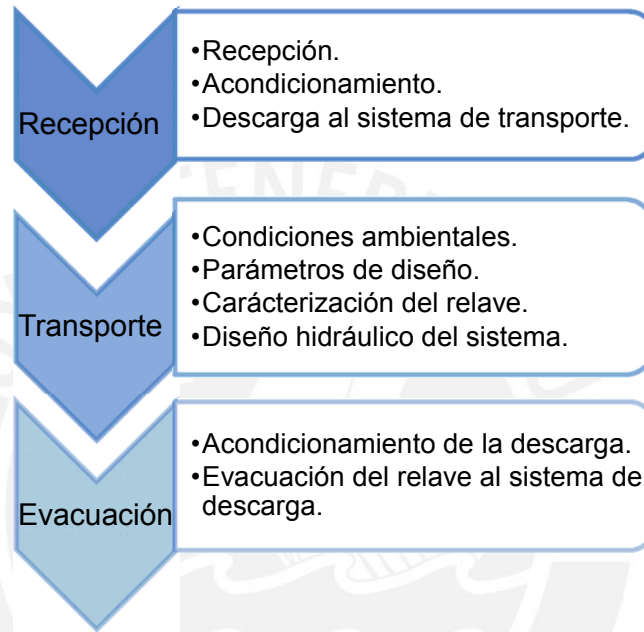 Recepción
•Recepción.
•Acondicionamiento.
•Descarga al sistema de transporte.
Transporte
•Condiciones ambientales.
•Parámetros de diseño.
•Carácterización del relave.
•Diseño hidráulico del sistema.
Evacuación
•Acondicionamiento de la descarga.
•Evacuación del relave al sistema de
descarga.